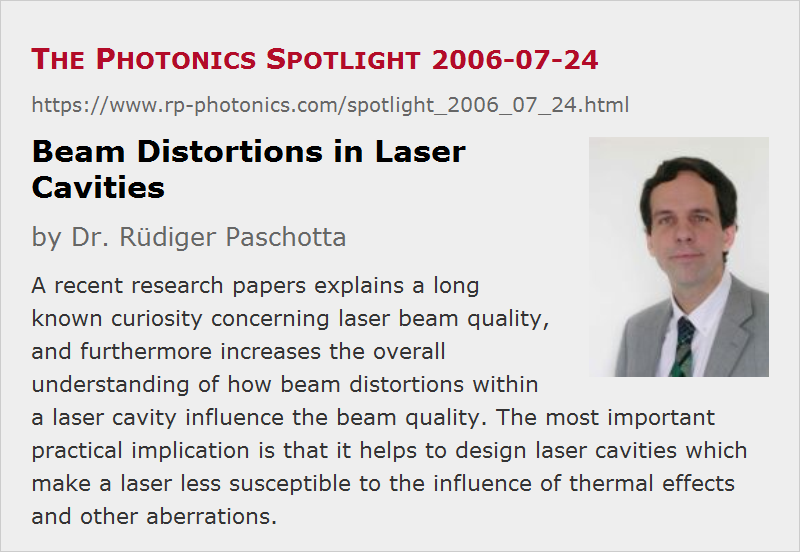 The Photonics Spotlight 2006-07-24
https://www.rp-photonics.com/spotlight_2006_07_24.html
Beam Distortions in Laser
Cavities
by Dr. Rüdiger Paschotta
A recent research papers explains a long
known curiosity concerning laser beam quality,
and furthermore increases the overall
understanding of how beam distortions within
a laser cavity influence the beam quality. The most important
practical implication is that it helps to design laser cavities which
make a laser less susceptible to the influence of thermal effects
and other aberrations.